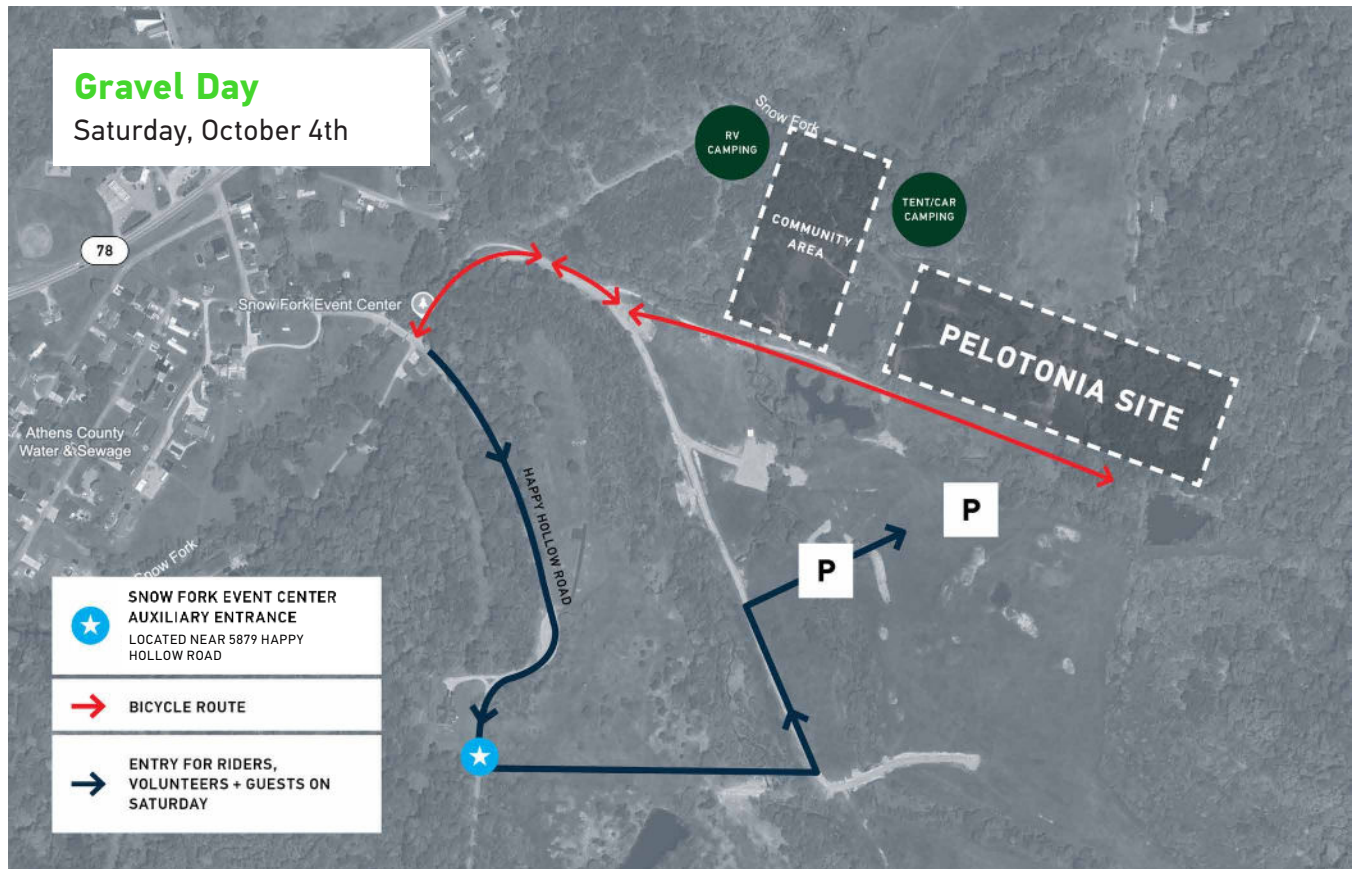 Gravel Day
Saturday, October 4th
Snow Fork
RV
CAMPING
TENT/CAR
CAMPING
COMMUNITY
AREA
78
Snow Fork Event Center
PELOTONIA SITE
Athens County
Water & Sewage
HAPPY HOLLOW ROAD
P
P
Snow Fork
SNOW FORK EVENT CENTER
AUXILIARY ENTRANCE
LOCATED NEAR 5879 HAPPY
HOLLOW ROAD
BICYCLE ROUTE
ENTRY FOR RIDERS,
VOLUNTEERS + GUESTS ON
SATURDAY